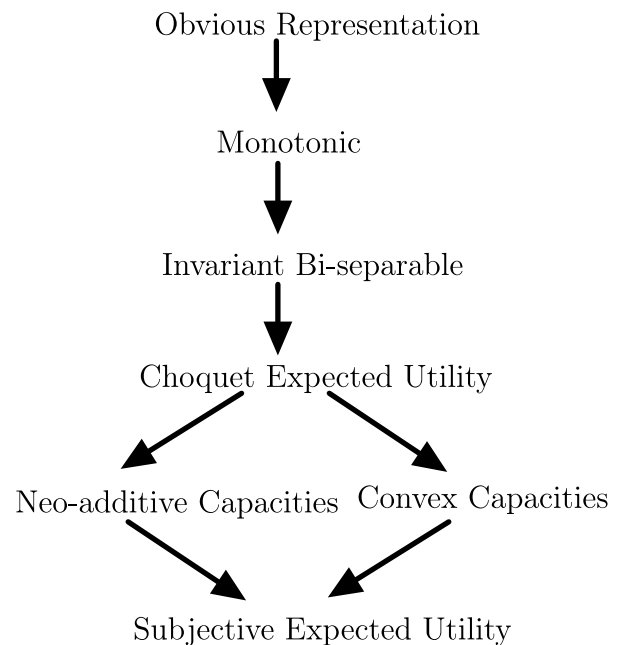 Obvious Representation
Monotonic
Invariant Bi-separable
Choquet Expected Utility
Neo-additive Capacities
Convex Capacities
Subjective Expected Utility